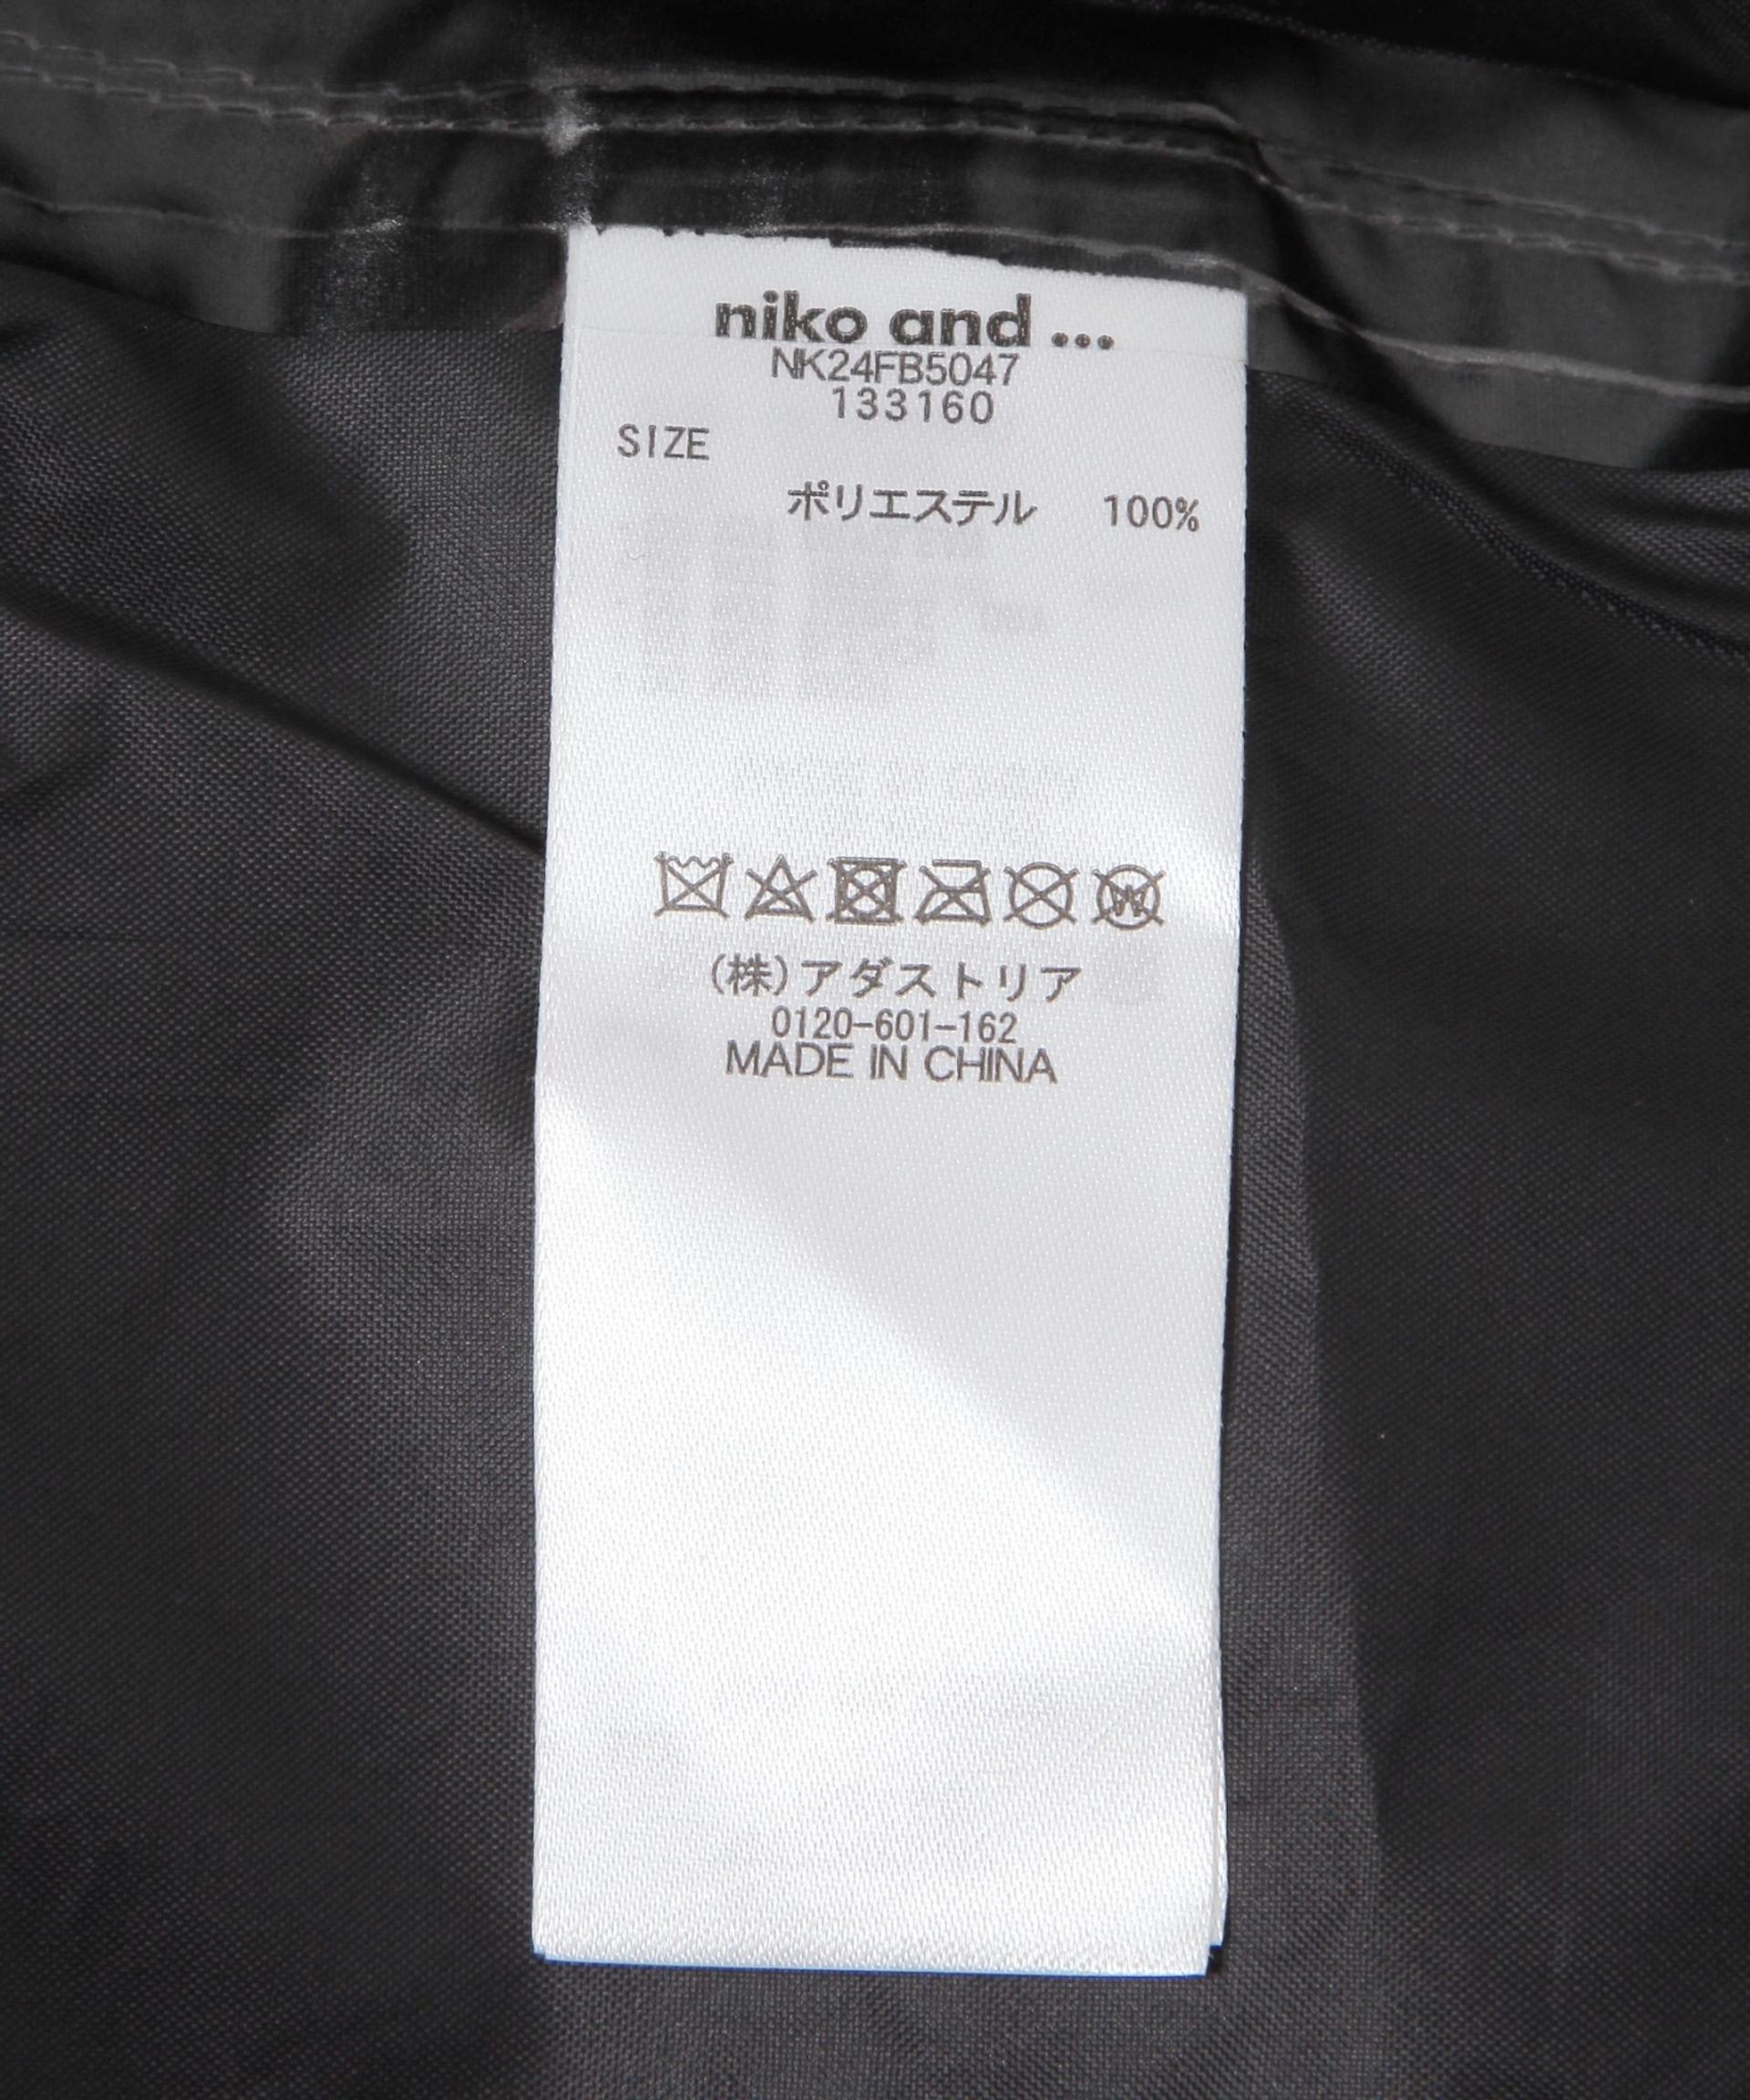 niko and ...
NK24FB5047
133160
SIZE
ポリエステル 100%
(株)アダストリア
0120-601-162
MADE IN CHINA